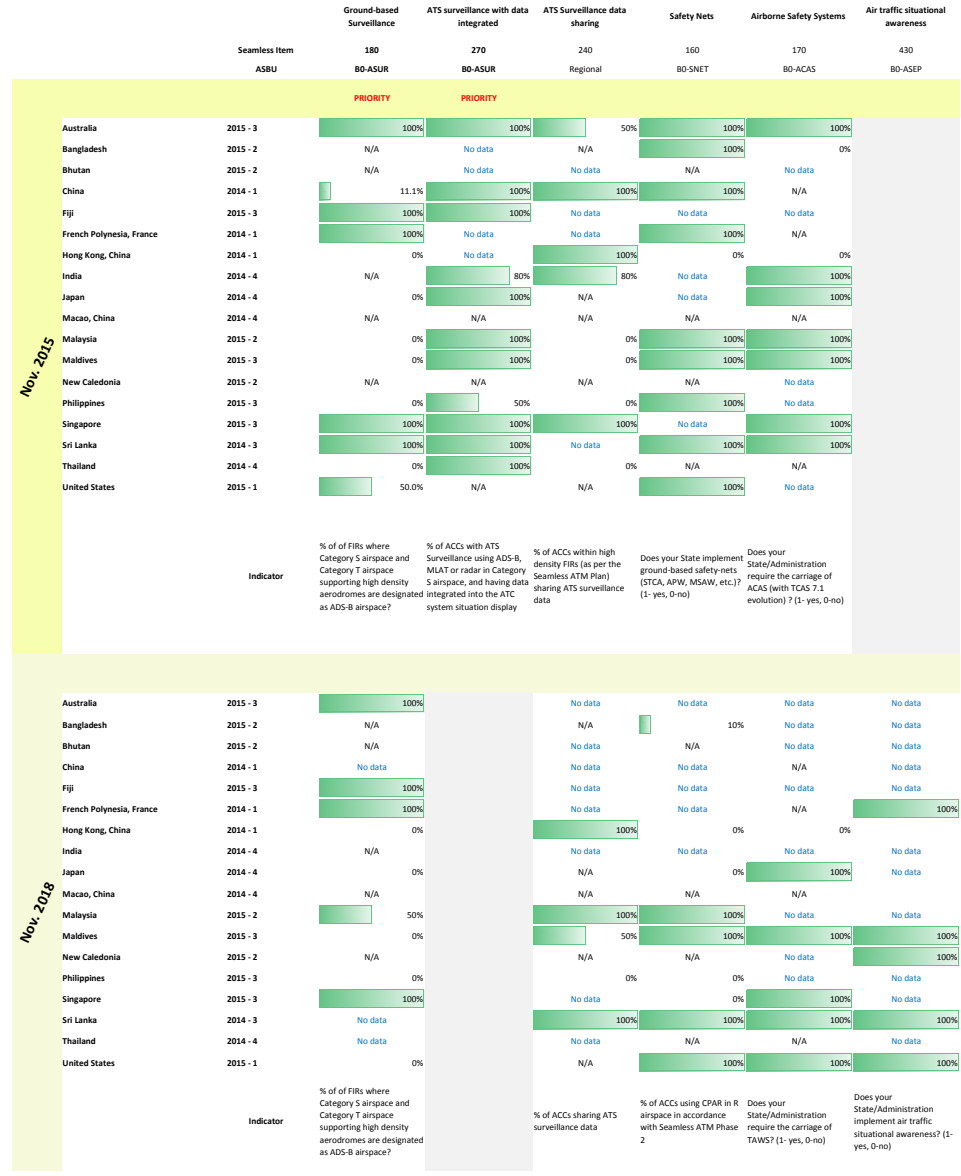 Ground-based Surveillance ATS surveillance with data integrated ATS Surveillance data sharing Safety Nets Airborne Safety Systems Air traffic situational awareness
Seamless Item 180 270 240 160 170 430
ASBU B0-ASUR B0-ASUR Regional B0-SNET B0-ACAS B0-ASEP
PRIORITY PRIORITY
Nov. 2015
Australia 2015 - 3 100% 100% 50% 100% 100%
Bangladesh 2015 - 2 N/A No data N/A 100% 0%
Bhutan 2015 - 2 N/A No data No data N/A No data
China 2014 - 1 11.1% 100% 100% 100% N/A
Fiji 2015 - 3 100% 100% No data No data No data
French Polynesia, France 2014 - 1 100% No data No data 100% N/A
Hong Kong, China 2014 - 1 0% No data 100% 0% 0%
India 2014 - 4 N/A 80% 80% No data 100%
Japan 2014 - 4 0% 100% N/A No data 100%
Macao, China 2014 - 4 N/A N/A N/A N/A N/A
Malaysia 2015 - 2 0% 100% 0% 100% 100%
Maldives 2015 - 3 0% 100% 0% 100% 100%
New Caledonia 2015 - 2 N/A N/A N/A N/A No data
Philippines 2015 - 3 0% 50% 0% 100% No data
Singapore 2015 - 3 100% 100% 100% No data 100%
Sri Lanka 2014 - 3 100% 100% No data 100% 100%
Thailand 2014 - 4 0% 100% 0% N/A N/A
United States 2015 - 1 50.0% N/A N/A 100% No data
Indicator
% of of FIRs where
Category S airspace and
Category T airspace
supporting high density
aerodromes are designated
as ADS-B airspace?
% of ACCs with ATS
Surveillance using ADS-B,
MLAT or radar in Category
S airspace, and having data
integrated into the ATC
system situation display
% of ACCs within high
density FIRs (as per the
Seamless ATM Plan)
sharing ATS surveillance
data
Does your State implement
ground-based safety-nets
(STCA, APW, MSAW, etc.)?
(1- yes, 0-no)
Does your
State/Administration
require the carriage of
ACAS (with TCAS 7.1
evolution) ? (1- yes, 0-no)
Nov. 2018
Australia 2015 - 3 100% No data No data No data No data
Bangladesh 2015 - 2 N/A N/A 10% No data No data
Bhutan 2015 - 2 N/A No data N/A No data No data
China 2014 - 1 No data No data No data N/A No data
Fiji 2015 - 3 100% No data No data No data No data
French Polynesia, France 2014 - 1 100% No data No data N/A 100%
Hong Kong, China 2014 - 1 0% 100% 0% 0%
India 2014 - 4 N/A No data No data No data No data
Japan 2014 - 4 0% N/A 0% 100% No data
Macao, China 2014 - 4 N/A N/A N/A N/A
Malaysia 2015 - 2 50% 100% 100% No data No data
Maldives 2015 - 3 0% 50% 100% 100% 100%
New Caledonia 2015 - 2 N/A N/A N/A No data 100%
Philippines 2015 - 3 0% 0% 0% No data No data
Singapore 2015 - 3 100% No data 0% 100% No data
Sri Lanka 2014 - 3 No data 100% 100% 100% 100%
Thailand 2014 - 4 No data No data N/A N/A No data
United States 2015 - 1 0% N/A 100% 100% 100%
Indicator
% of of FIRs where
Category S airspace and
Category T airspace
supporting high density
aerodromes are designated
as ADS-B airspace?
% of ACCs sharing ATS
surveillance data
% of ACCs using CPAR in R
airspace in accordance
with Seamless ATM Phase
2
Does your
State/Administration
require the carriage of
TAWS? (1- yes, 0-no)
Does your
State/Administration
implement air traffic
situational awareness? (1-
yes, 0-no)